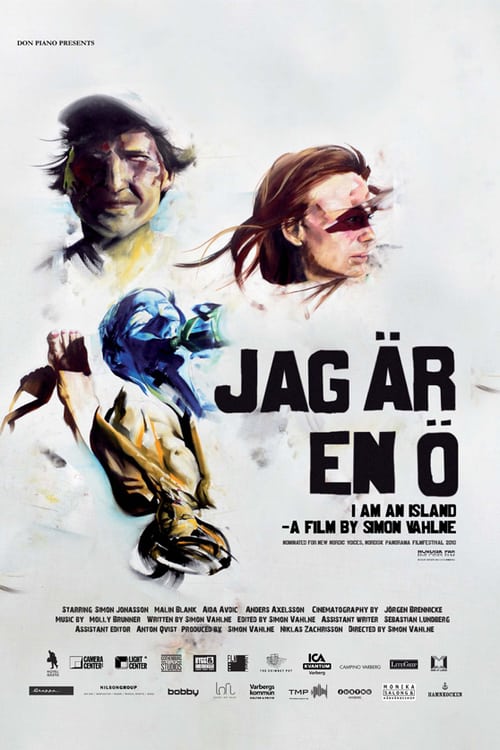 DON PIANO PRESENTS
JAG ÄR
EN Ö
I AM AN ISLAND
-A FILM BY SIMON VAHLNE
NOMINATED FOR NEW NORDIC VOICES, NORDISK PANORAMA FILMFESTIVAL 2010
STARRING SIMON JONASSON MALIN BLANK AIDA AVDIC ANDERS AXELSSON CINEMATOGRAPHY BY JÖRGEN BRENNICKE
MUSIC BY MOLLY BRUNNER WRITTEN BY SIMON VAHLNE EDITED BY SIMON VAHLNE ASSISTANT WRITER SEBASTIAN LUNDBERG
ASSISTANT EDITOR ANTON QVIST PRODUCED BY SIMON VAHLNE NIKLAS ZACHRISSON DIRECTED BY SIMON VAHLNE
HOTEL GÄSTIS CAMERA CENTER LIGHT CENTER ICA KVANTUM Varberg CAMPINO VARBERG
NILSONGROUP bobby Varbergs kommun TMP MONIKA SALONG HAMNKROGEN